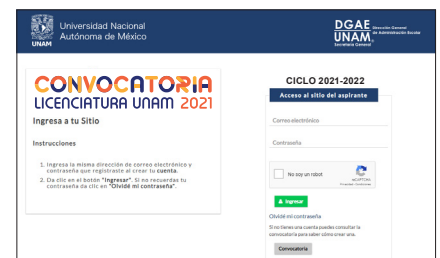 Universidad Nacional
Autónoma de México
UNAM
DGAE
Dirección General
de Administración Escolar
UNAM
Secretaría General
CONVOCATORIA
LICENCIATURA UNAM 2021
Ingresa a tu Sitio
Instrucciones
1. Ingresa la misma dirección de correo electrónico y
contraseña que registraste al crear tu cuenta.
2. Da clic en el botón "Ingresar". Si no recuerdas tu
contraseña da clic en "Olvidé mi contraseña".
CICLO 2021-2022
Acceso al sitio del aspirante
Correo electrónico
Contraseña
No soy un robot
reCAPTCHA
Privacidad - Condiciones
Ingresar
Olvidé mi contraseña
Si no tienes una cuenta puedes consultar la
convocatoria para saber cómo crear una.
Convocatoria